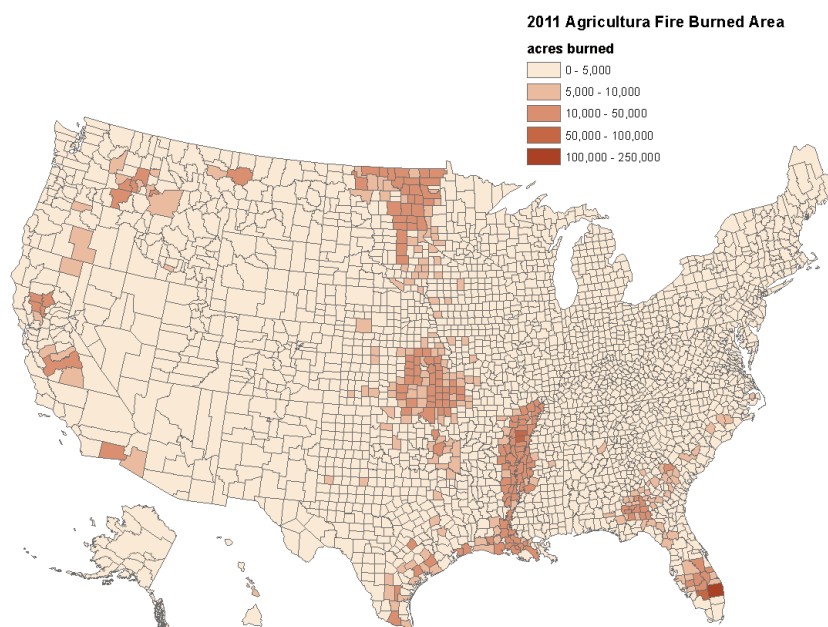 2011 Agricultura Fire Burned Area
acres burned
0 - 5,000
5,000 - 10,000
10,000 - 50,000
50,000 - 100,000
100,000 - 250,000